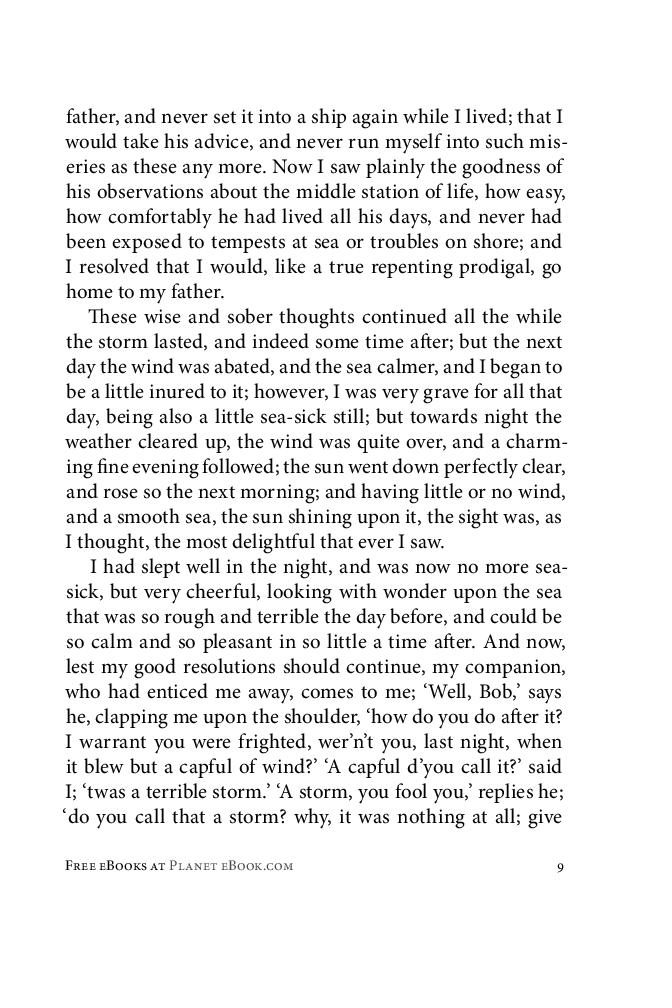 father, and never set it into a ship again while I lived; that I
would take his advice, and never run myself into such mis-
eries as these any more. Now I saw plainly the goodness of
his observations about the middle station of life, how easy,
how comfortably he had lived all his days, and never had
been exposed to tempests at sea or troubles on shore; and
I resolved that I would, like a true repenting prodigal, go
home to my father.
These wise and sober thoughts continued all the while
the storm lasted, and indeed some time after; but the next
day the wind was abated, and the sea calmer, and I began to
be a little inured to it; however, I was very grave for all that
day, being also a little sea-sick still; but towards night the
weather cleared up, the wind was quite over, and a charm-
ing fine evening followed; the sun went down perfectly clear,
and rose so the next morning; and having little or no wind,
and a smooth sea, the sun shining upon it, the sight was, as
I thought, the most delightful that ever I saw.
I had slept well in the night, and was now no more sea-
sick, but very cheerful, looking with wonder upon the sea
that was so rough and terrible the day before, and could be
so calm and so pleasant in so little a time after. And now,
lest my good resolutions should continue, my companion,
who had enticed me away, comes to me; ‘Well, Bob,’ says
he, clapping me upon the shoulder, ‘how do you do after it?
I warrant you were frighted, wer’n’t you, last night, when
it blew but a capful of wind?’ ‘A capful d’you call it?’ said
I; ‘twas a terrible storm.’ ‘A storm, you fool you,’ replies he;
‘do you call that a storm? why, it was nothing at all; give
Free eBooks at Planet eBook.com 9